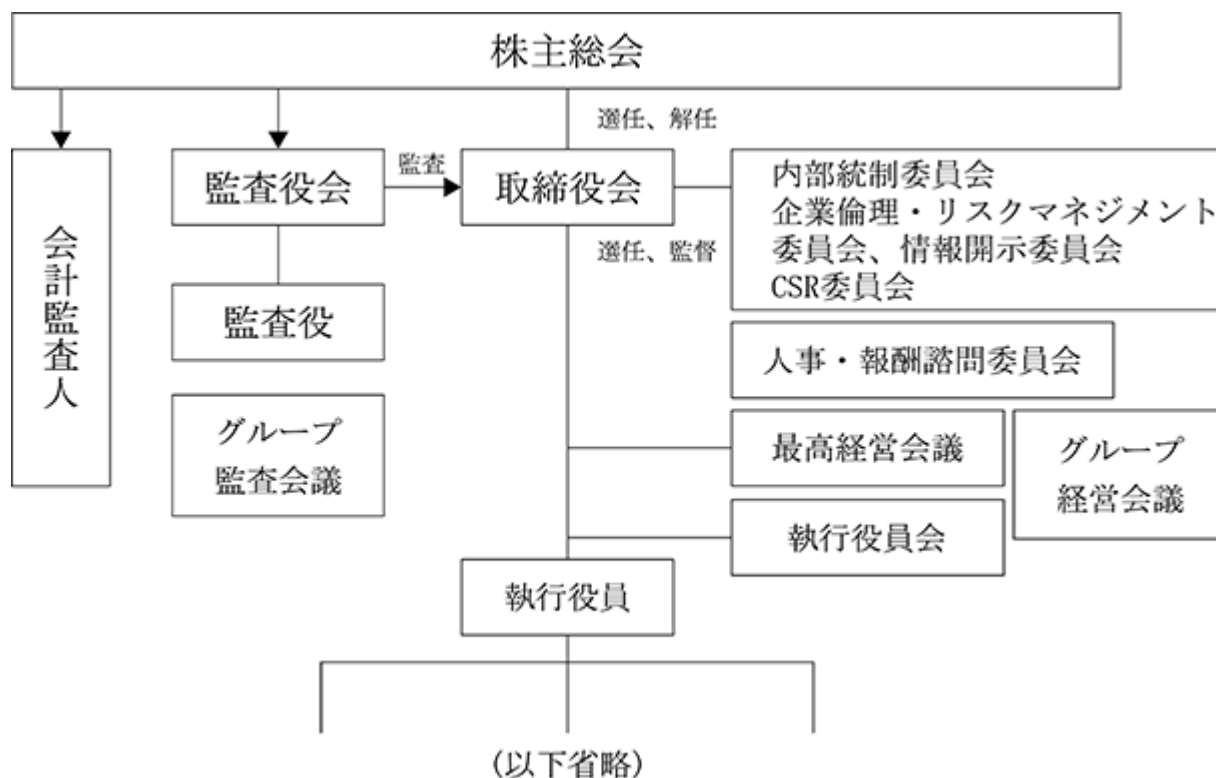 株主総会
選任、解任
会計監査人
監査役会
監査
取締役会
内部統制委員会
企業倫理・リスクマネジメント
委員会、情報開示委員会
CSR委員会
選任、監督
監査役
人事・報酬諮問委員会
グループ
監査会議
最高経営会議
グループ
経営会議
執行役員会
執行役員
(以下省略)